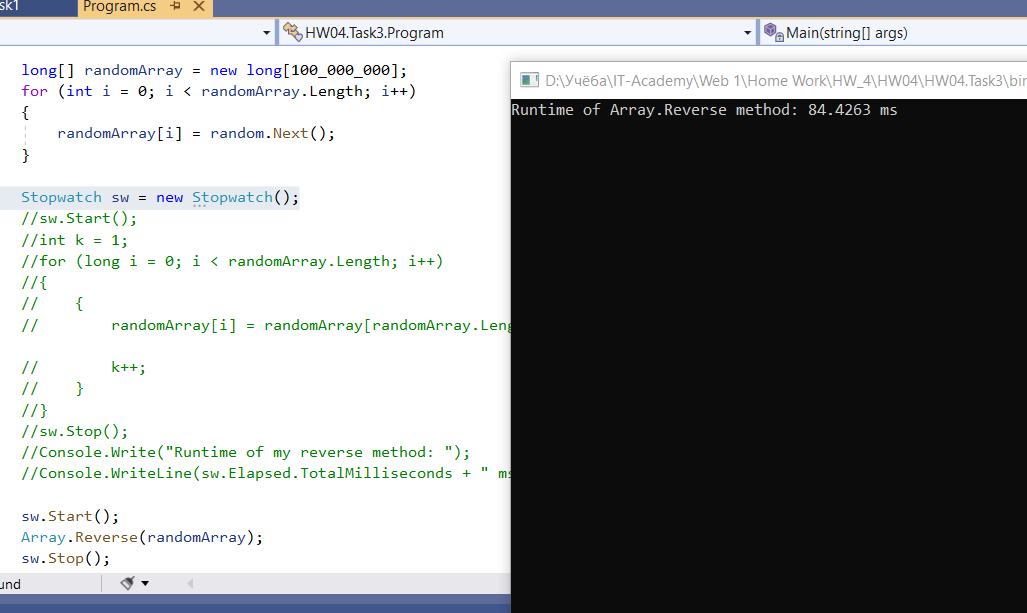 sk1 Program.cs
HW04.Task3.Program Main(string[] args)
long[] randomArray = new long[100_000_000];
for (int i = 0; i < randomArray.Length; i++)
{
randomArray[i] = random.Next();
}
Stopwatch sw = new Stopwatch();
//sw.Start();
//int k = 1;
//for (long i = 0; i < randomArray.Length; i++)
//{
// {
// randomArray[i] = randomArray[randomArray.Leng
// k++;
// }
//}
//sw.Stop();
//Console.Write("Runtime of my reverse method: ");
//Console.WriteLine(sw.Elapsed.TotalMilliseconds + " ms
sw.Start();
Array.Reverse(randomArray);
sw.Stop();
und
D:\Учёба\IT-Academy\Web 1\Home Work\HW_4\HW04\HW04.Task3\bin
Runtime of Array.Reverse method: 84.4263 ms